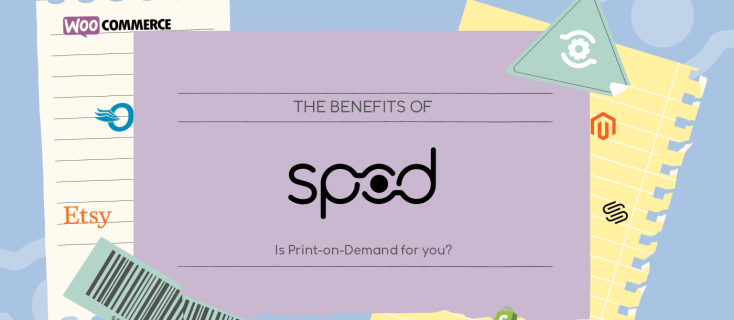 WOO COMMERCE
THE BENEFITS OF
spod
Etsy
Is Print-on-Demand for you?